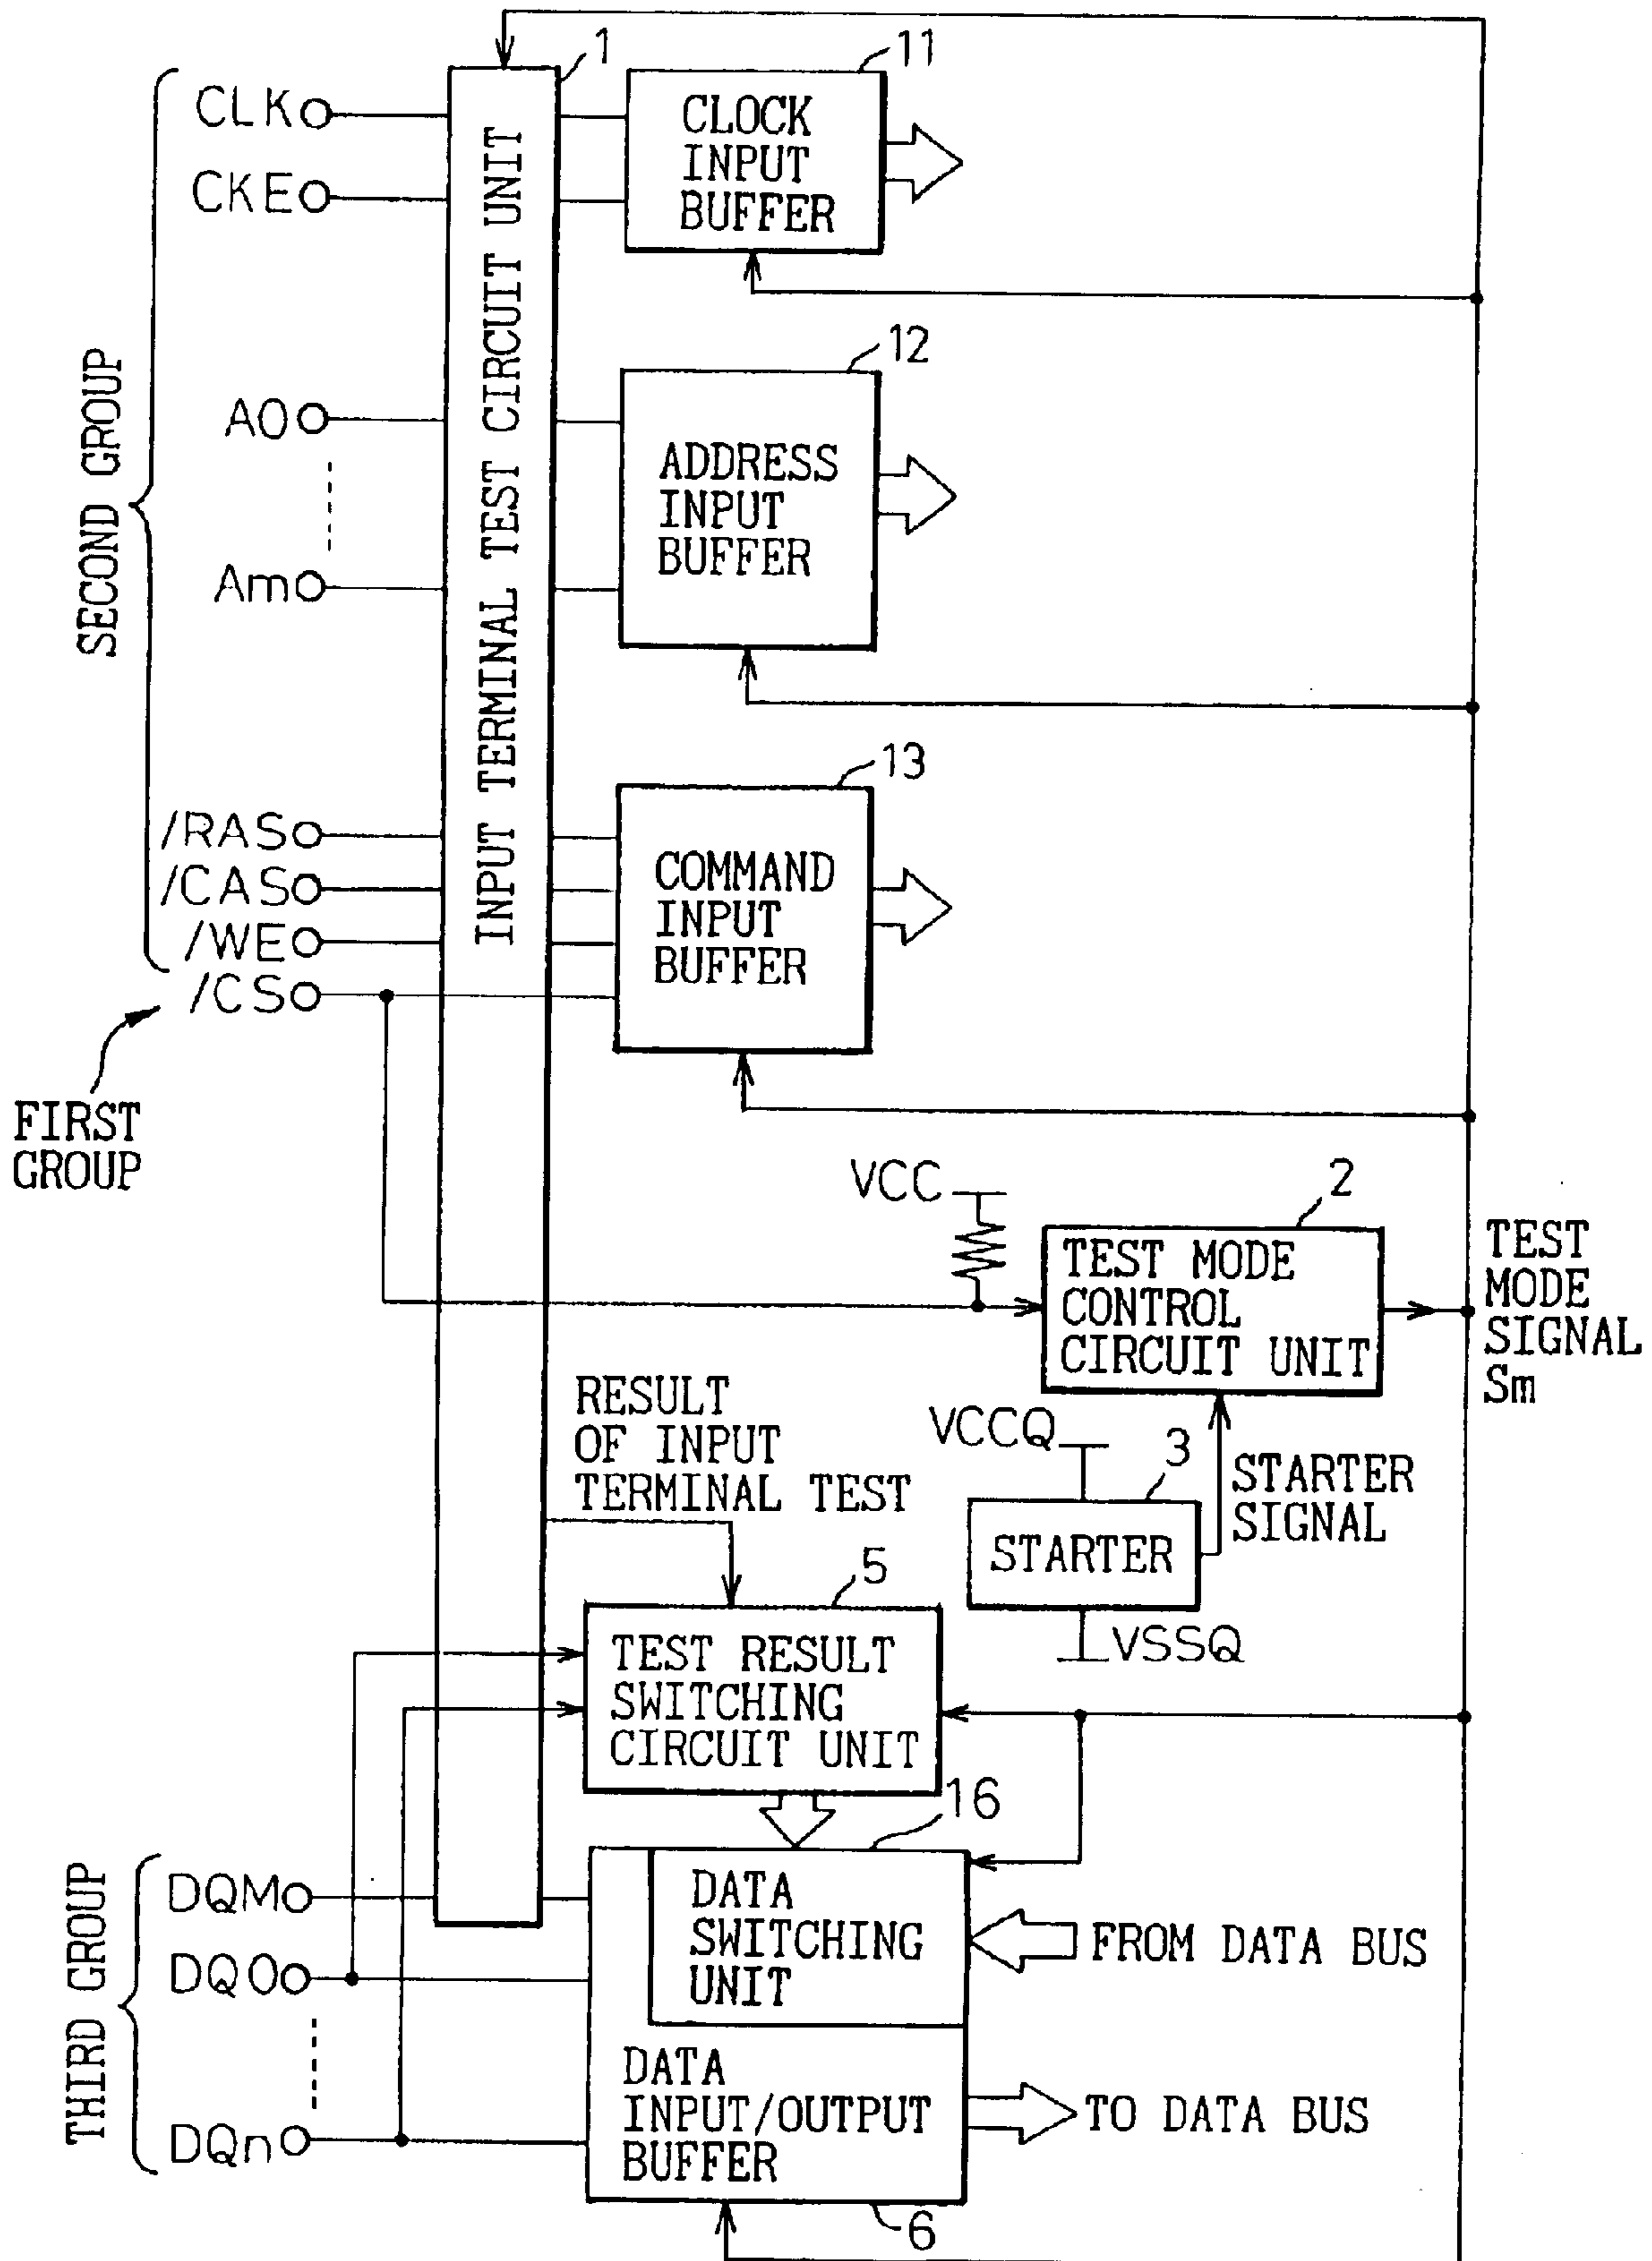 1
11
CLK
CKE
CLOCK
INPUT
BUFFER
INPUT TERMINAL TEST CIRCUIT UNIT
SECOND GROUP
12
A0
Am
ADDRESS
INPUT
BUFFER
13
/RAS
/CAS
/WE
/CS
COMMAND
INPUT
BUFFER
FIRST
GROUP
VCC
2
TEST MODE
CONTROL
CIRCUIT UNIT
TEST
MODE
SIGNAL
Sm
RESULT
OF INPUT
TERMINAL TEST
VCCQ
3
STARTER
SIGNAL
STARTER
VSSQ
5
TEST RESULT
SWITCHING
CIRCUIT UNIT
16
THIRD GROUP
DQM
DQ0
DQn
DATA
SWITCHING
UNIT
FROM DATA BUS
DATA
INPUT/OUTPUT
BUFFER
TO DATA BUS
6